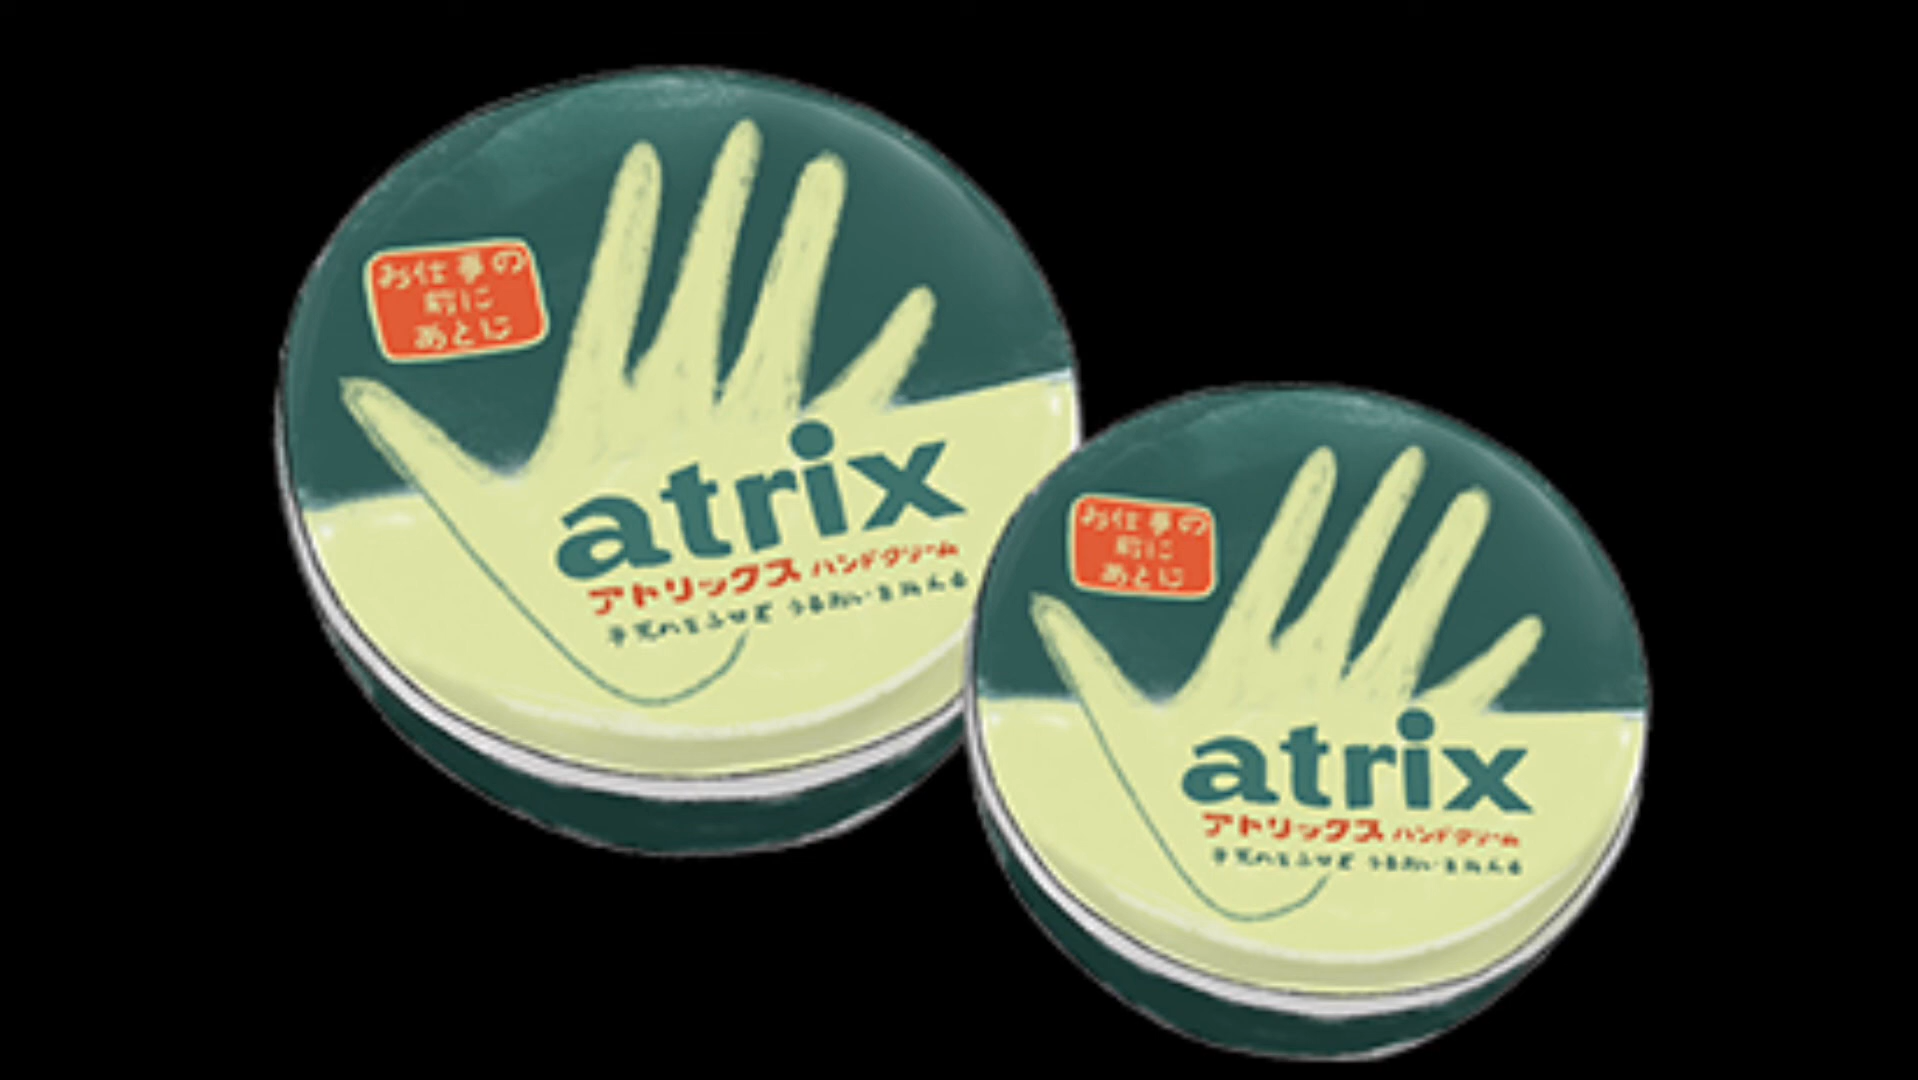 お仕事の
前に
あとに
atrix
アトリックス ハンドクリーム
お仕事の
前に
あとに
atrix
アトリックス ハンドクリーム